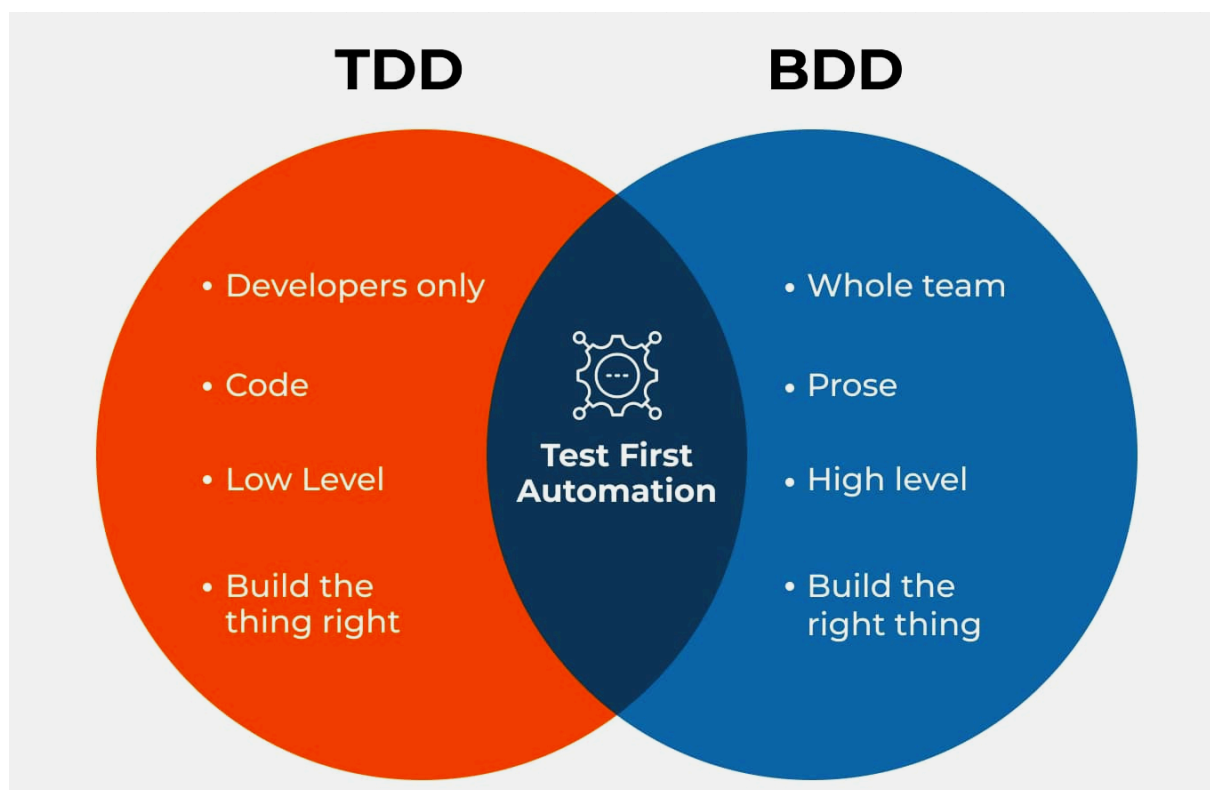 TDD
BDD
• Developers only
• Code
• Low Level
• Build the
thing right
Test First
Automation
• Whole team
• Prose
• High level
• Build the
right thing